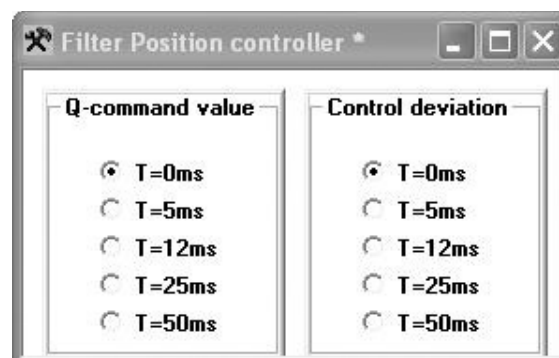 Filter Position controller *
Q-command value
T=0ms
T=5ms
T=12ms
T=25ms
T=50ms
Control deviation
T=0ms
T=5ms
T=12ms
T=25ms
T=50ms